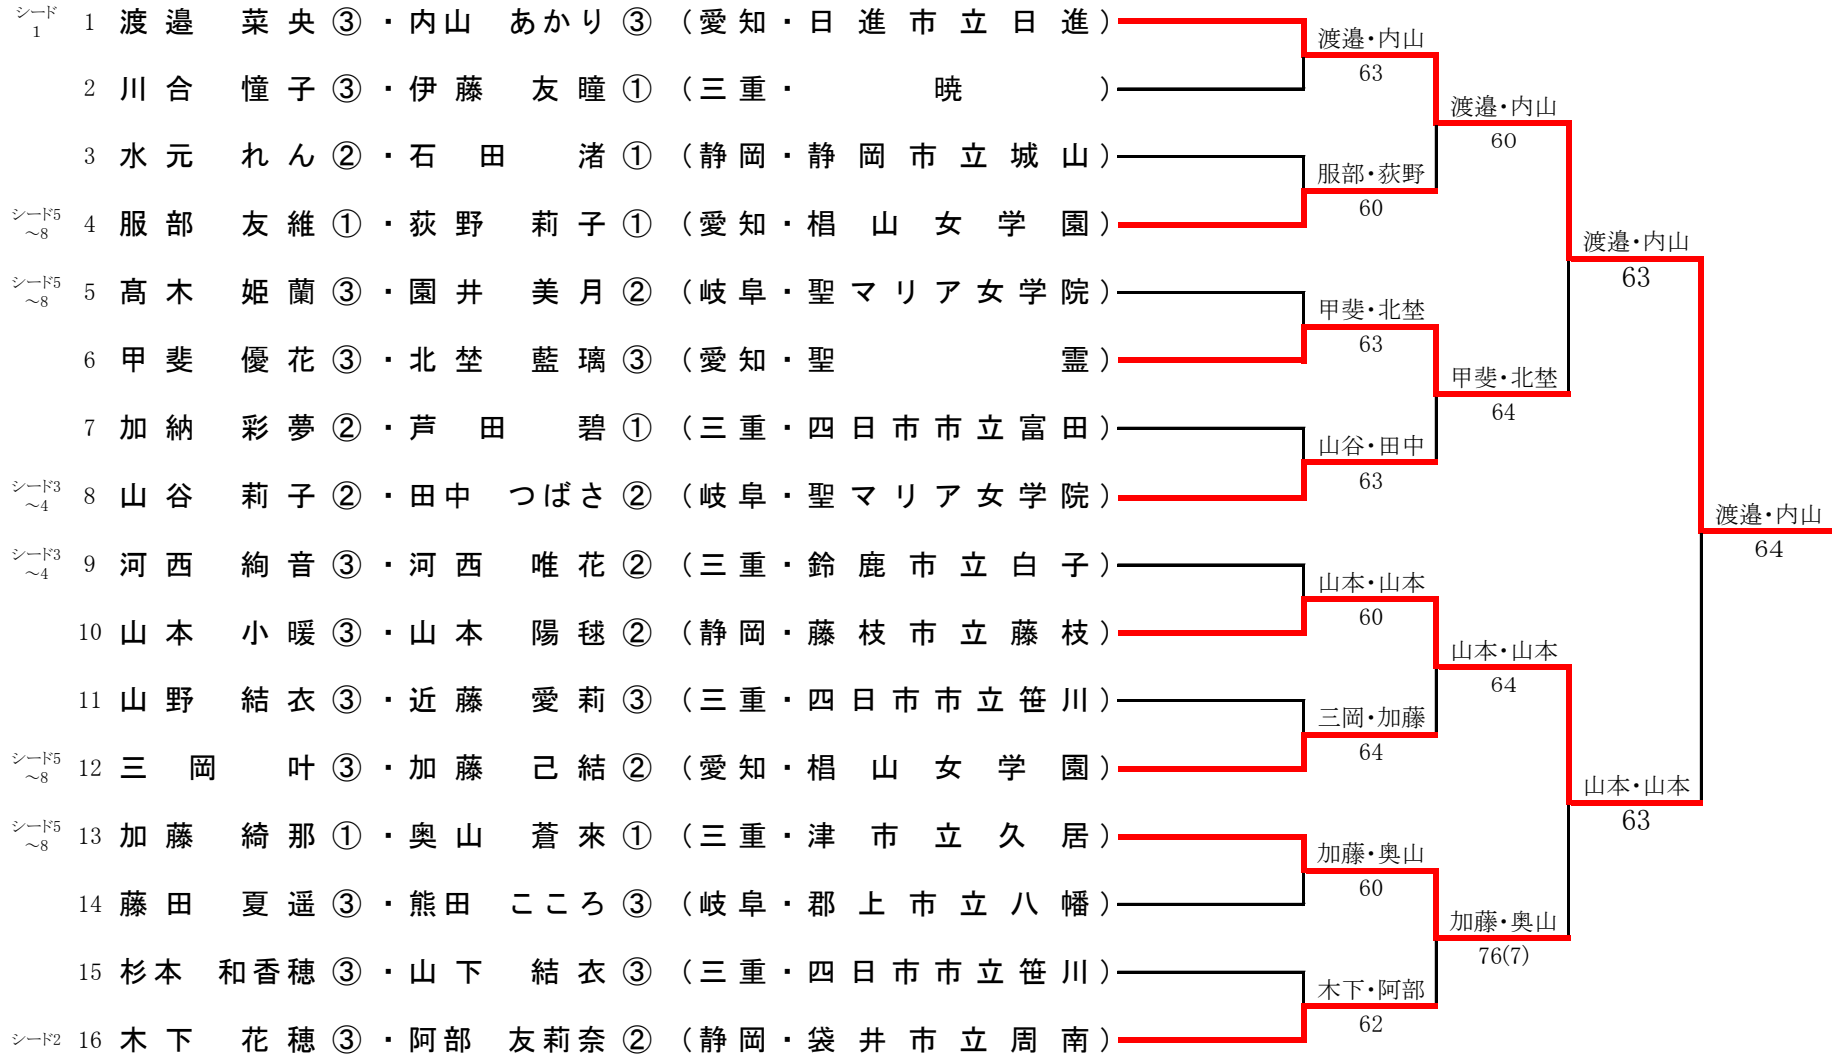 シード1 1 渡邉 菜央③・内山 あかり③ (愛知・日進市立日進)
渡邉・内山
63
2 川合 憧子③・伊藤 友瞳① (三重・暁)
渡邉・内山
60
3 水元 れん②・石田 渚① (静岡・静岡市立城山)
服部・荻野
60
シード5～8 4 服部 友維①・荻野 莉子① (愛知・椙山女学園)
渡邉・内山
63
シード5～8 5 髙木 姫蘭③・園井 美月② (岐阜・聖マリア女学院)
甲斐・北埜
63
6 甲斐 優花③・北埜 藍璃③ (愛知・聖霊)
甲斐・北埜
64
7 加納 彩夢②・芦田 碧① (三重・四日市市立富田)
山谷・田中
63
シード3～4 8 山谷 莉子②・田中 つばさ② (岐阜・聖マリア女学院)
渡邉・内山
64
シード3～4 9 河西 絢音③・河西 唯花② (三重・鈴鹿市立白子)
山本・山本
60
10 山本 小暖③・山本 陽毬② (静岡・藤枝市立藤枝)
山本・山本
64
11 山野 結衣③・近藤 愛莉③ (三重・四日市市立笹川)
三岡・加藤
64
シード5～8 12 三岡 叶③・加藤 己結② (愛知・椙山女学園)
山本・山本
63
シード5～8 13 加藤 綺那①・奥山 蒼來① (三重・津市立久居)
加藤・奥山
60
14 藤田 夏遥③・熊田 こころ③ (岐阜・郡上市立八幡)
加藤・奥山
76(7)
15 杉本 和香穂③・山下 結衣③ (三重・四日市市立笹川)
木下・阿部
62
シード2 16 木下 花穂③・阿部 友莉奈② (静岡・袋井市立周南)